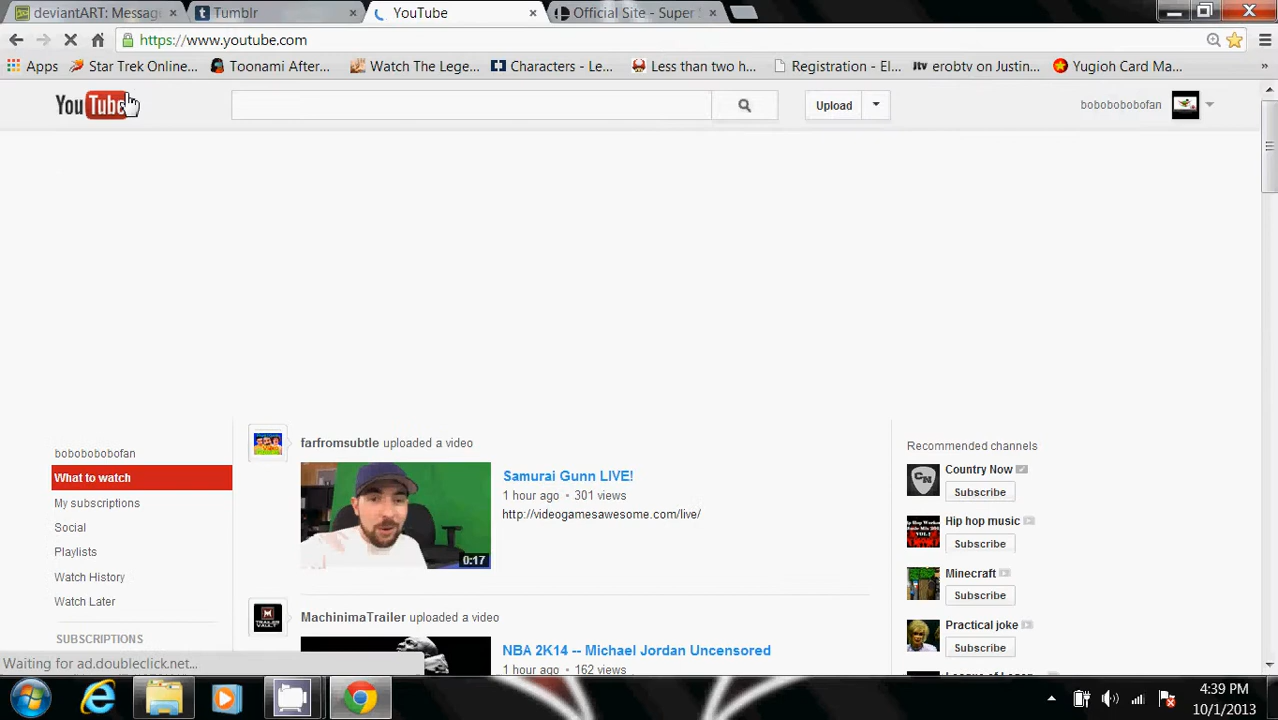 deviantART: Messag
Tumblr
YouTube
Official Site - Super
https://www.youtube.com
Apps
Star Trek Online...
Toonami After...
Watch The Lege...
Characters - Le...
Less than two h...
Registration - El...
jtv erobtv on Justin...
Yugioh Card Ma...
»
YouTube
Upload
bobobobobofan
bobobobobofan
What to watch
My subscriptions
Social
Playlists
Watch History
Watch Later
SUBSCRIPTIONS
farfromsubtle uploaded a video
Samurai Gunn LIVE!
1 hour ago • 301 views
http://videogamesawesome.com/live/
0:17
MachinimaTrailer uploaded a video
NBA 2K14 -- Michael Jordan Uncensored
1 hour ago • 162 views
Recommended channels
Country Now
Subscribe
Hip hop music
Subscribe
Minecraft
Subscribe
Practical joke
Subscribe
Waiting for ad.doubleclick.net...
4:39 PM
10/1/2013